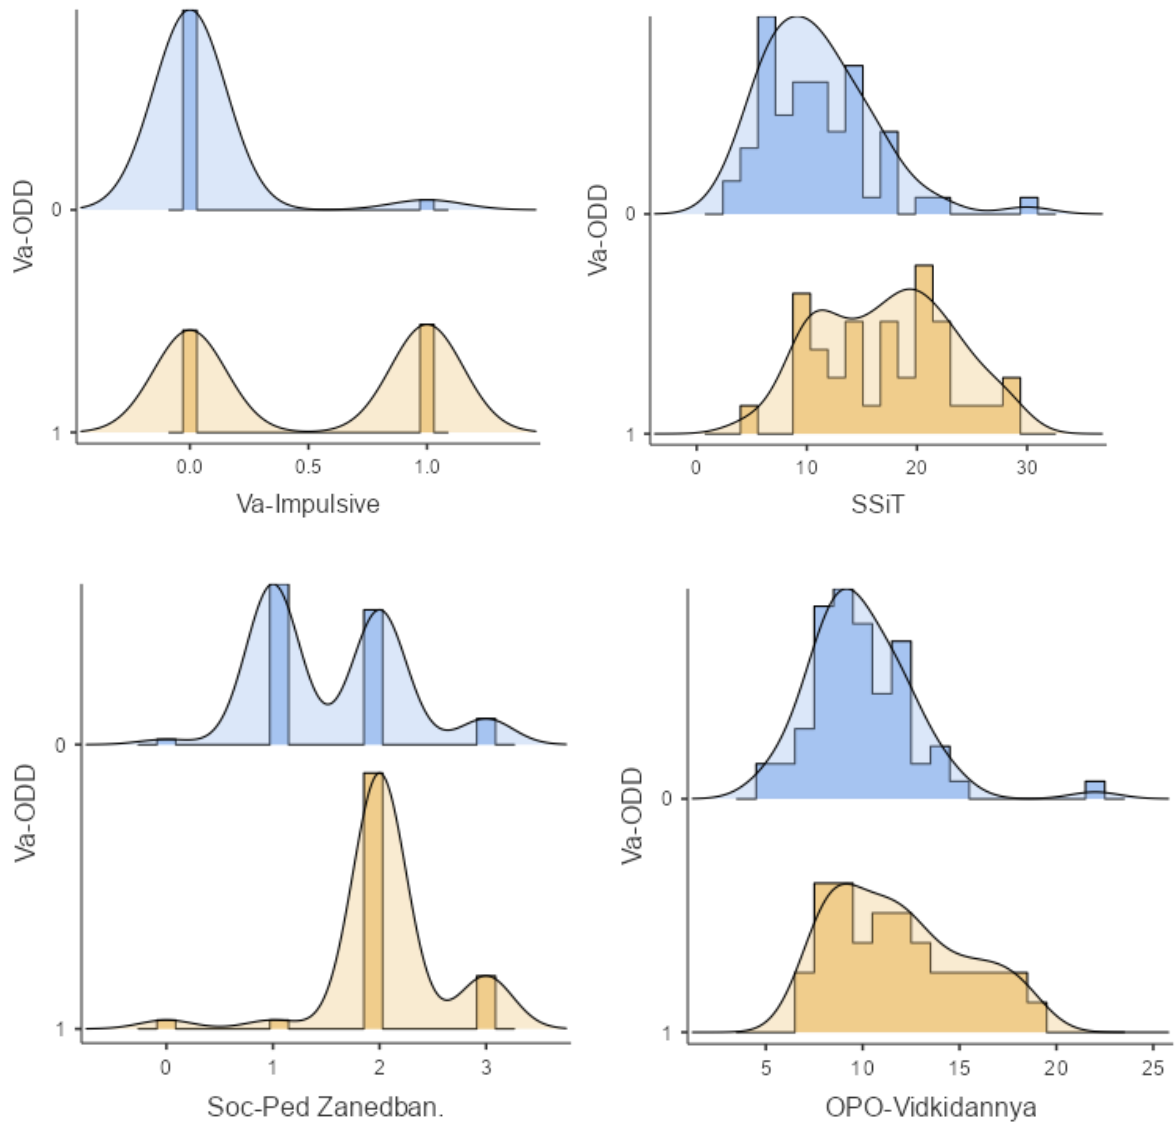 Va-ODD
0
1
0.0 0.5 1.0
Va-Impulsive
Va-ODD
0
1
0 10 20 30
SSiT
Va-ODD
0
1
0 1 2 3
Soc-Ped Zanedban.
Va-ODD
0
1
5 10 15 20 25
OPO-Vidkidannya